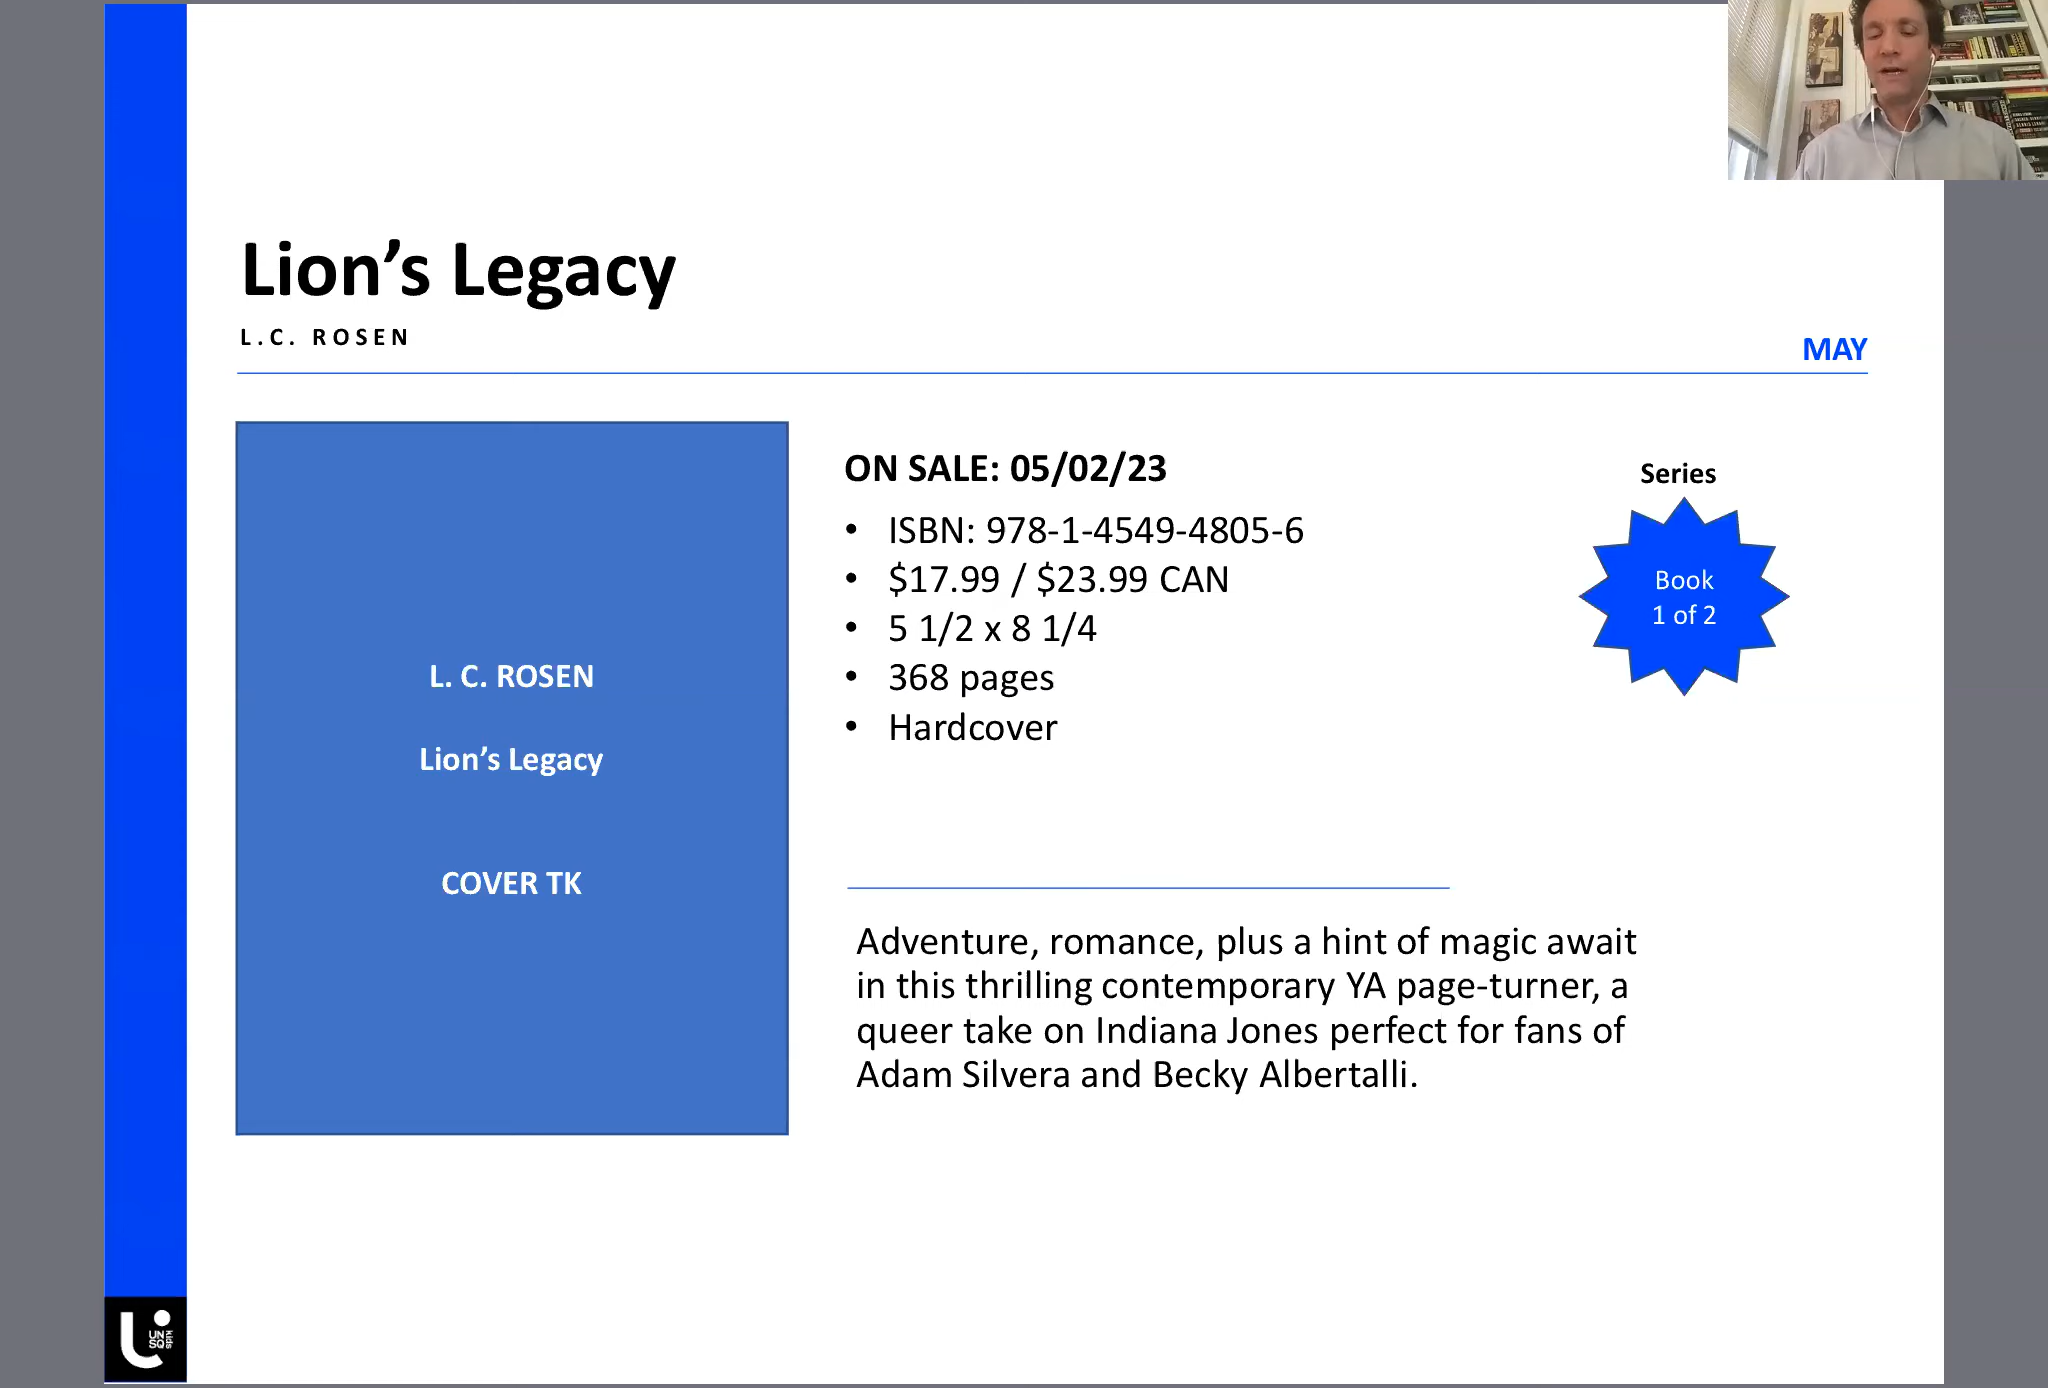 Lion’s Legacy
L.C. ROSEN
MAY
L. C. ROSEN
Lion’s Legacy
COVER TK
ON SALE: 05/02/23
• ISBN: 978-1-4549-4805-6
• $17.99 / $23.99 CAN
• 5 1/2 x 8 1/4
• 368 pages
• Hardcover
Series
Book
1 of 2
Adventure, romance, plus a hint of magic await
in this thrilling contemporary YA page-turner, a
queer take on Indiana Jones perfect for fans of
Adam Silvera and Becky Albertalli.
UN
SQ
kids